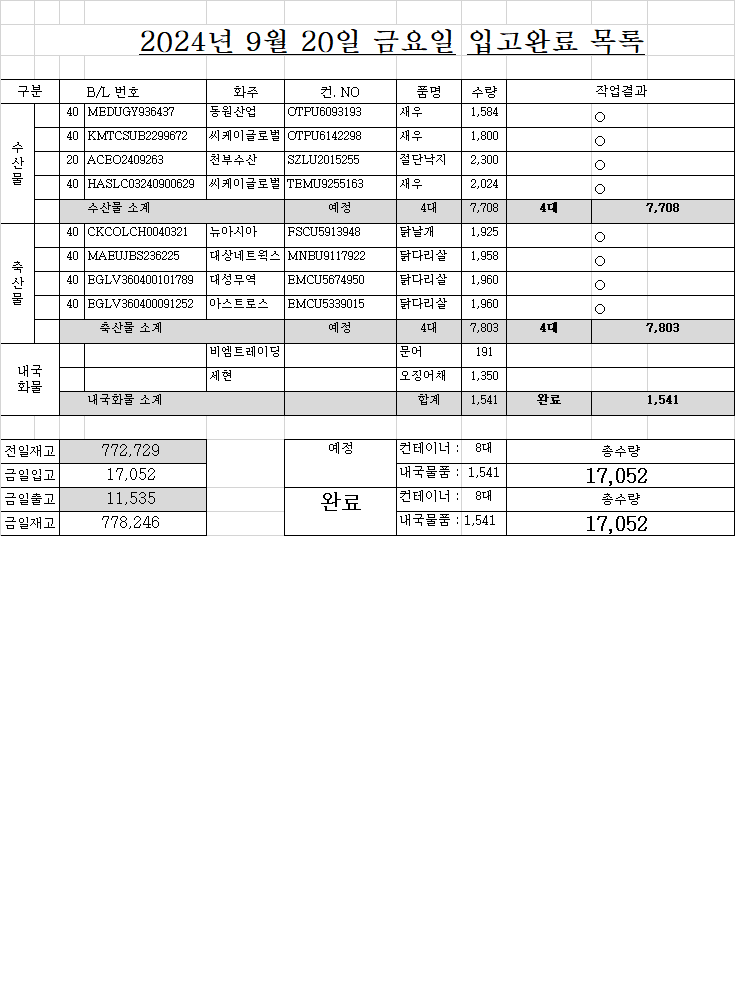 2024년 9월 20일 금요일 입고완료 목록
구분 B/L 번호 화주 컨. NO 품명 수량 작업결과
수산물
40 MEDUGY936437 동원산업 OTPU6093193 새우 1,584 ○
40 KMTCSUB2299672 씨케이글로벌 OTPU6142298 새우 1,800 ○
20 ACBO2409263 천부수산 SZLU2015255 절단낙지 2,300 ○
40 HASLC03240900629 씨케이글로벌 TEMU9255163 새우 2,024 ○
수산물 소계 예정 4대 7,708 4대 7,708
축산물
40 CKCOLCH0040321 뉴아시아 FSCU5913948 닭날개 1,925 ○
40 MAEUJBS236225 대상네트웍스 MNBU9117922 닭다리살 1,958 ○
40 EGLV360400101789 대성무역 EMCU5674950 닭다리살 1,960 ○
40 EGLV360400091252 아스트로스 EMCU5339015 닭다리살 1,960 ○
축산물 소계 예정 4대 7,803 4대 7,803
내국화물
비엠트레이딩 문어 191
세현 오징어채 1,350
내국화물 소계 합계 1,541 완료 1,541
전일재고 772,729 예정 컨테이너 : 8대 총수량
금일입고 17,052 내국물품 : 1,541 17,052
금일출고 11,535 완료 컨테이너 : 8대 총수량
금일재고 778,246 내국물품 : 1,541 17,052